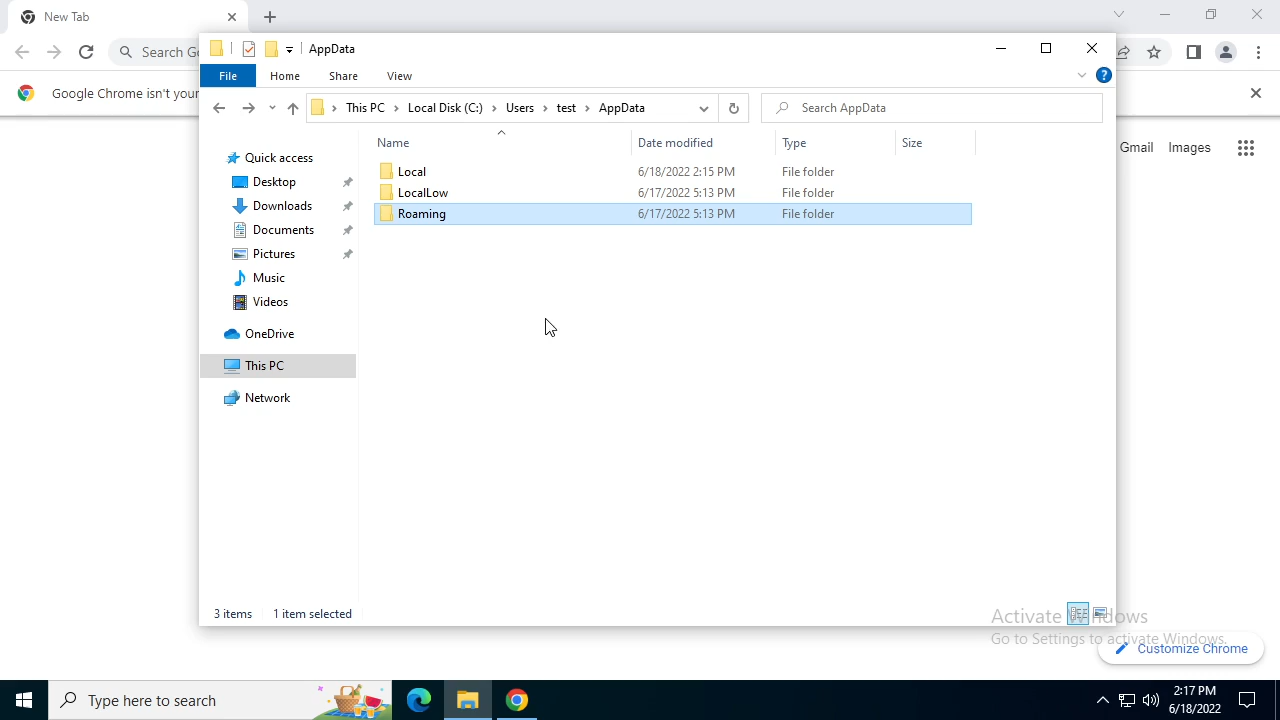 New Tab
Search Go
Google Chrome isn't your
Gmail Images
AppData
File Home Share View
This PC Local Disk (C:) Users test AppData
Search AppData
Name Date modified Type Size
Local 6/18/2022 2:15 PM File folder
LocalLow 6/17/2022 5:13 PM File folder
Roaming 6/17/2022 5:13 PM File folder
Quick access
Desktop
Downloads
Documents
Pictures
Music
Videos
OneDrive
This PC
Network
3 items 1 item selected
Activate Windows
Go to Settings to activate Windows.
Customize Chrome
Type here to search
2:17 PM
6/18/2022